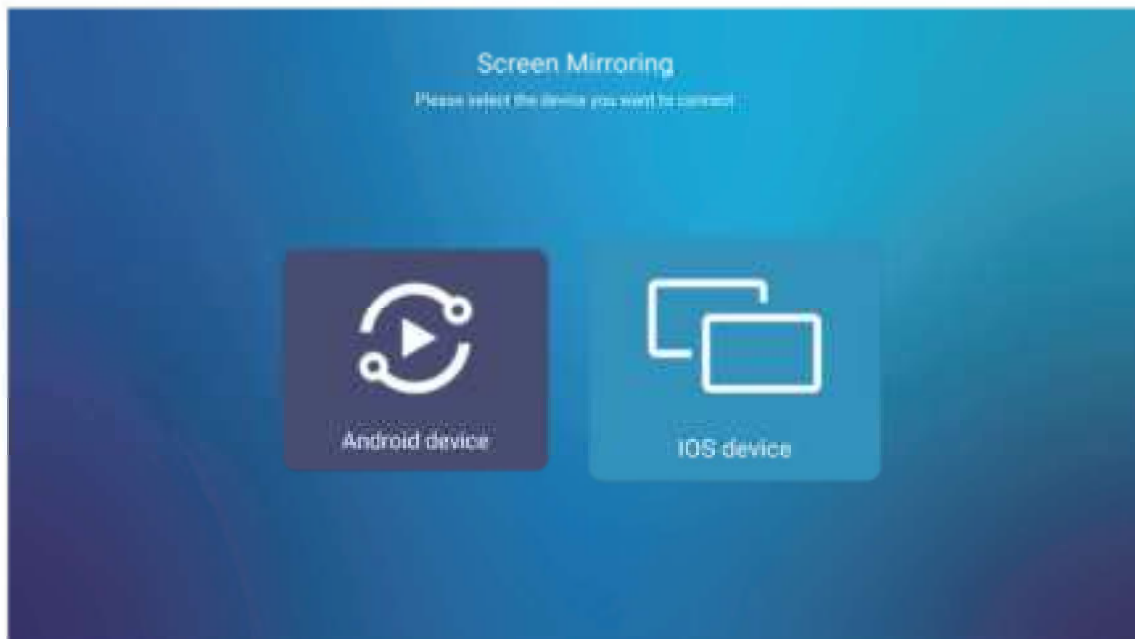 Screen Mirroring
Please select the device you want to connect
Android device
IOS device